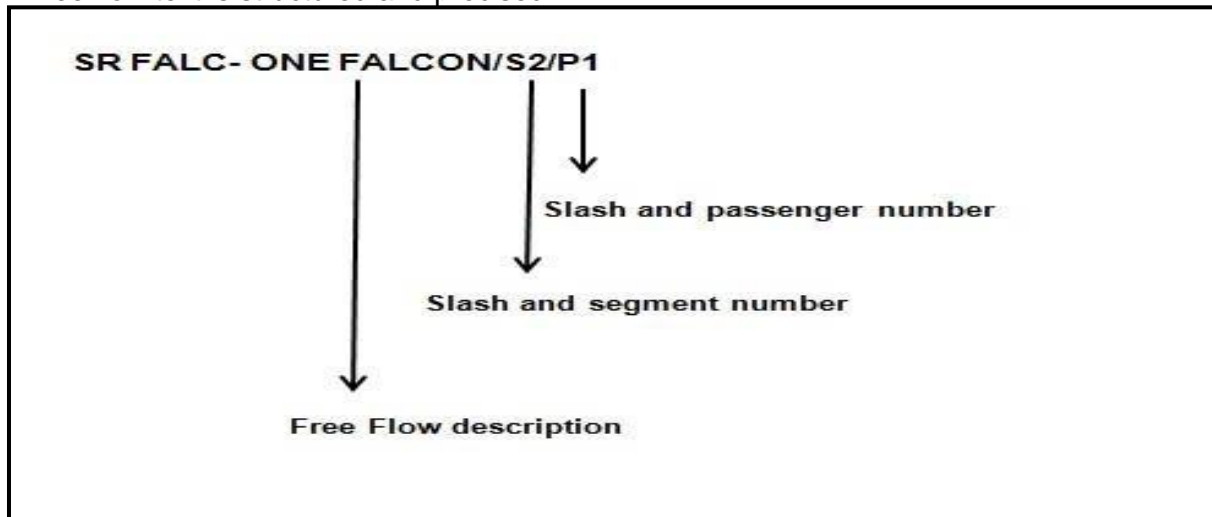 SR FALC- ONE FALCON/S2/P1
Slash and passenger number
Slash and segment number
Free Flow description